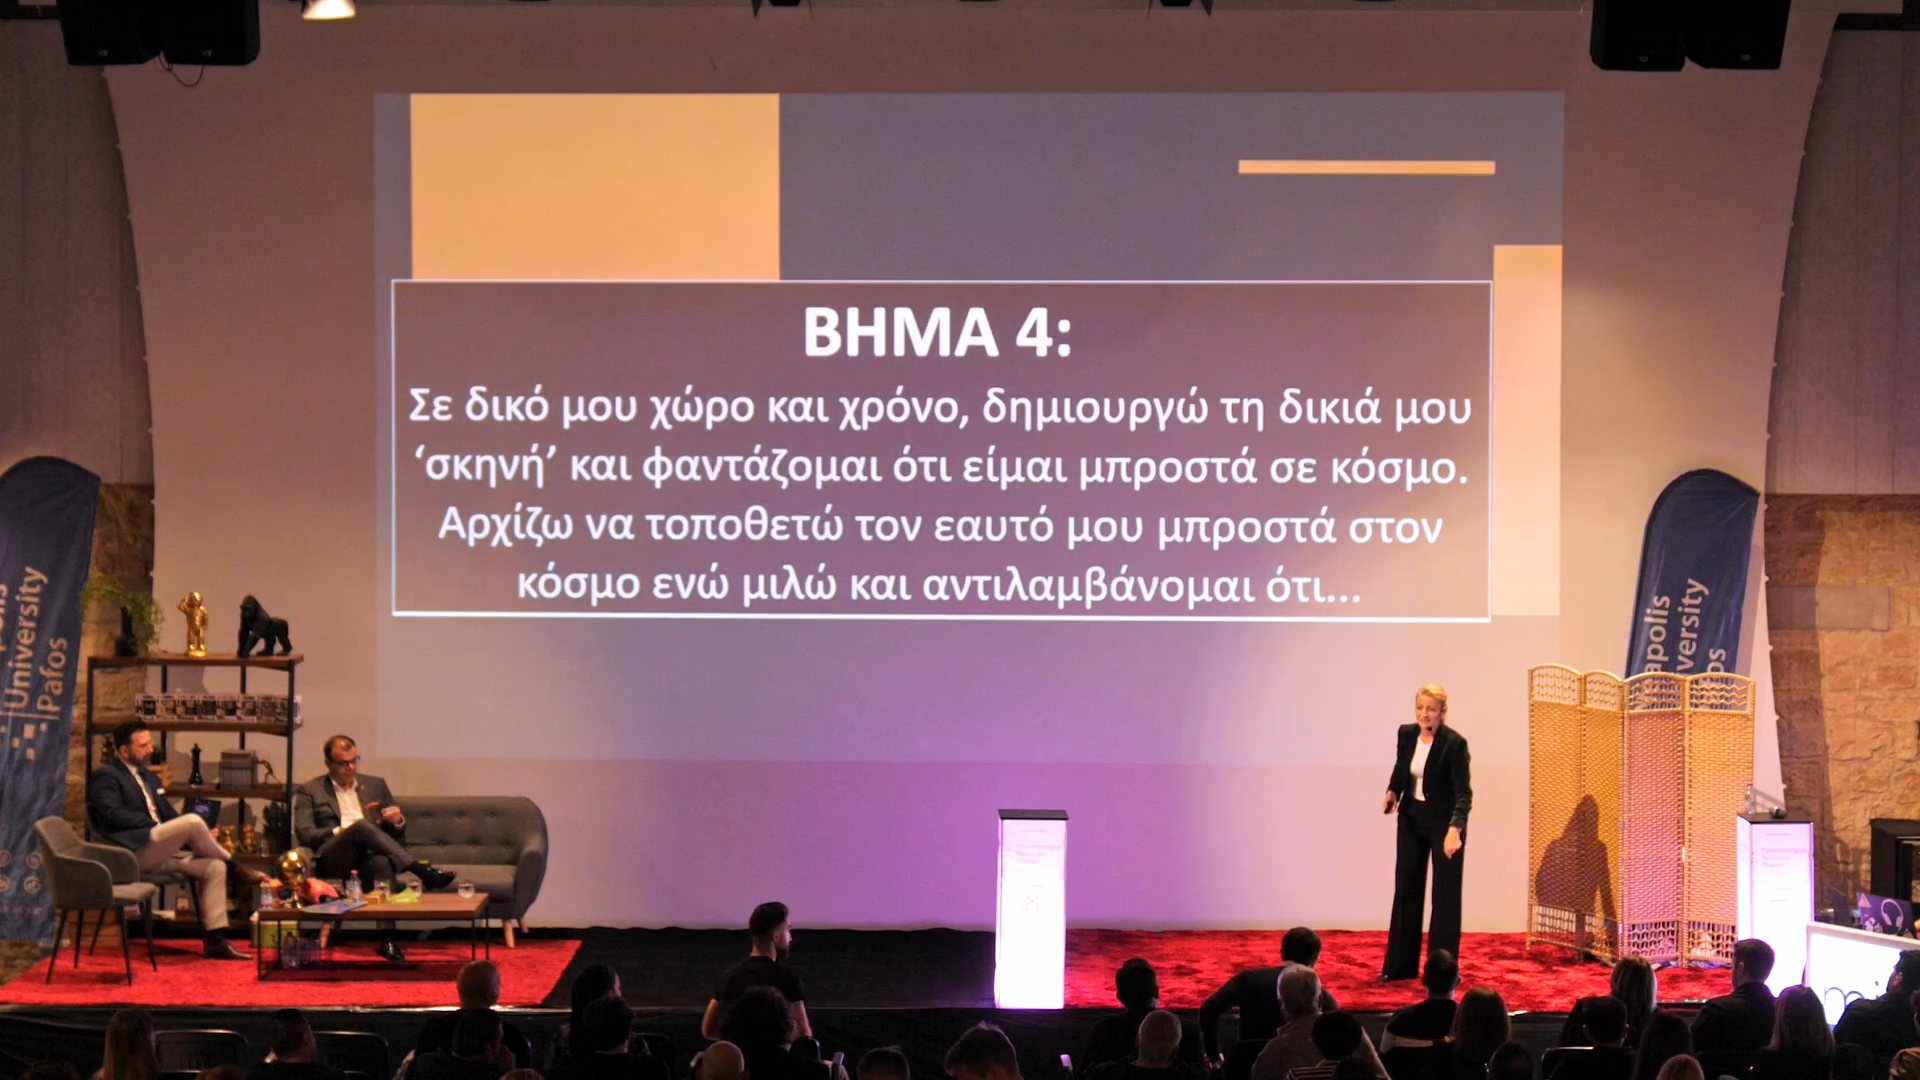 ΒΗΜΑ 4:
Σε δικό μου χώρο και χρόνο, δημιουργώ τη δικιά μου
‘σκηνή’ και φαντάζομαι ότι είμαι μπροστά σε κόσμο.
Αρχίζω να τοποθετώ τον εαυτό μου μπροστά στον
κόσμο ενώ μιλώ και αντιλαμβάνομαι ότι...
University
Pafos